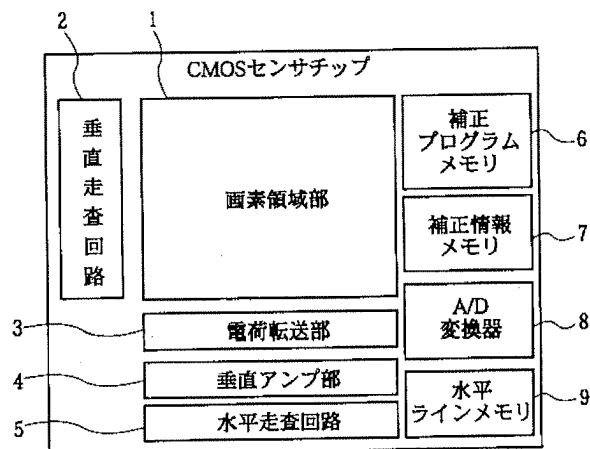 2
1
CMOSセンサチップ
垂直走査回路
画素領域部
補正
プログラム
メモリ
6
補正情報
メモリ
7
3
電荷転送部
A/D
変換器
8
4
垂直アンプ部
5
水平走査回路
水平
ラインメモリ
9